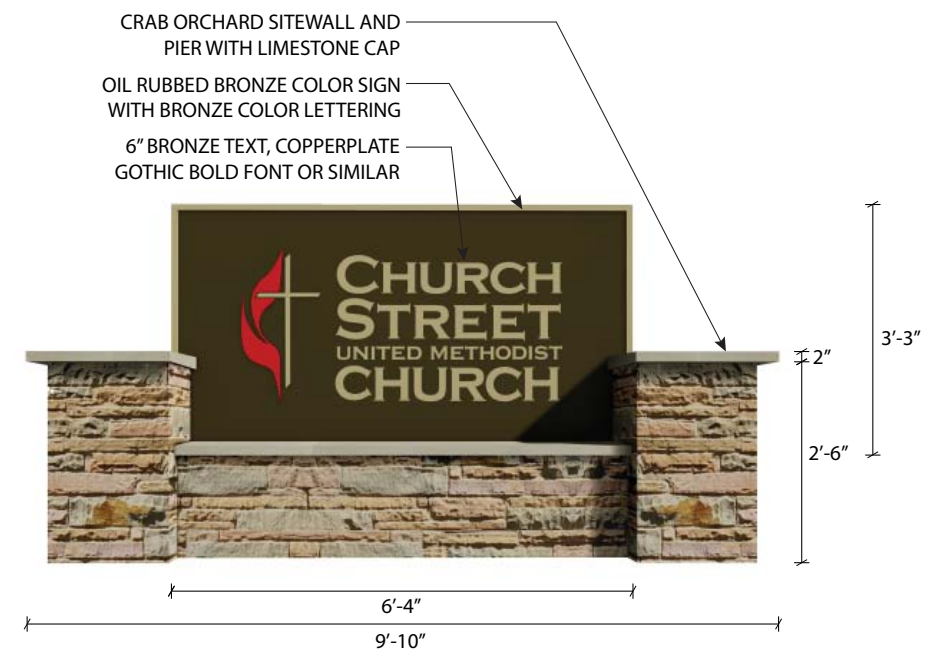 CRAB ORCHARD SITEWALL AND
PIER WITH LIMESTONE CAP
OIL RUBBED BRONZE COLOR SIGN
WITH BRONZE COLOR LETTERING
6” BRONZE TEXT, COPPERPLATE
GOTHIC BOLD FONT OR SIMILAR
CHURCH
STREET
UNITED METHODIST
CHURCH
3’-3”
2”
2’-6”
6’-4”
9’-10”